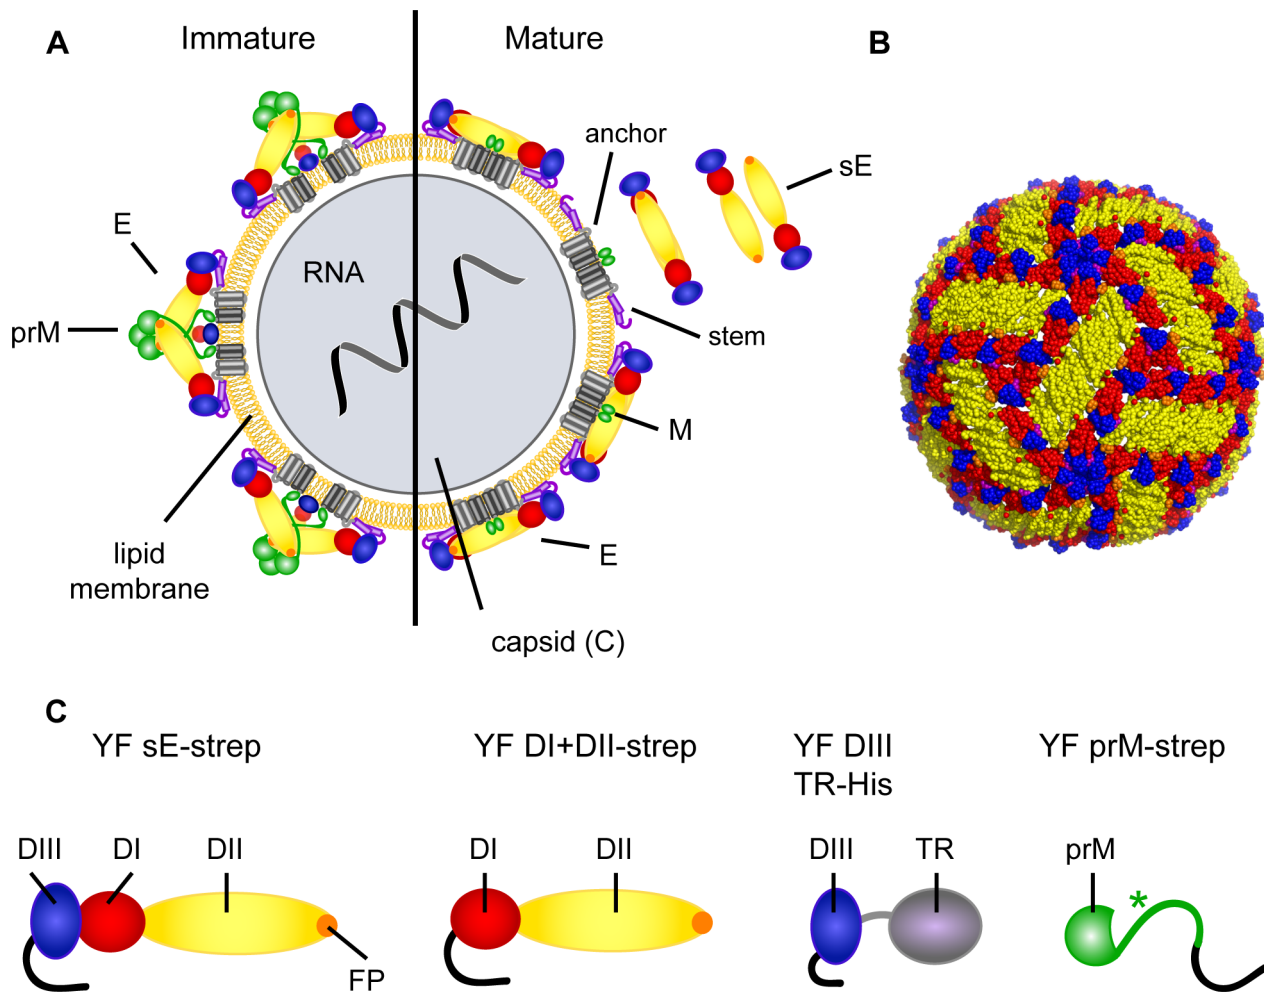 A
Immature
Mature
B
anchor
sE
E
RNA
prM
stem
M
lipid
membrane
E
capsid (C)
C
YF sE-strep
YF DI+DII-strep
YF DIII
TR-His
YF prM-strep
DIII
DI
DII
DI
DII
DIII
TR
prM
*
FP